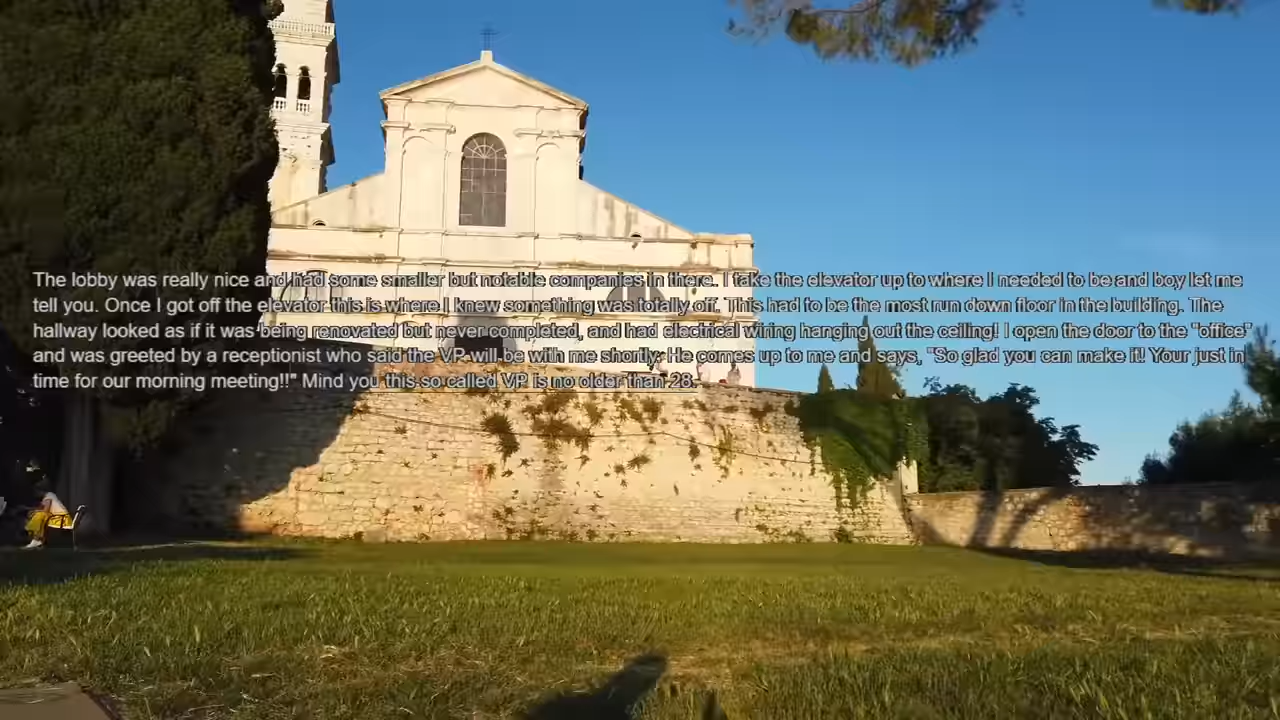 The lobby was really nice and had some smaller but notable companies in there. I take the elevator up to where I needed to be and boy let me
tell you. Once I got off the elevator this is where I knew something was totally off. This had to be the most run down floor in the building. The
hallway looked as if it was being renovated but never completed, and had electrical wiring hanging out the ceiling! I open the door to the "office"
and was greeted by a receptionist who said the VP will be with me shortly. He comes up to me and says, "So glad you can make it! Your just in
time for our morning meeting!!" Mind you this so called VP is no older than 28.